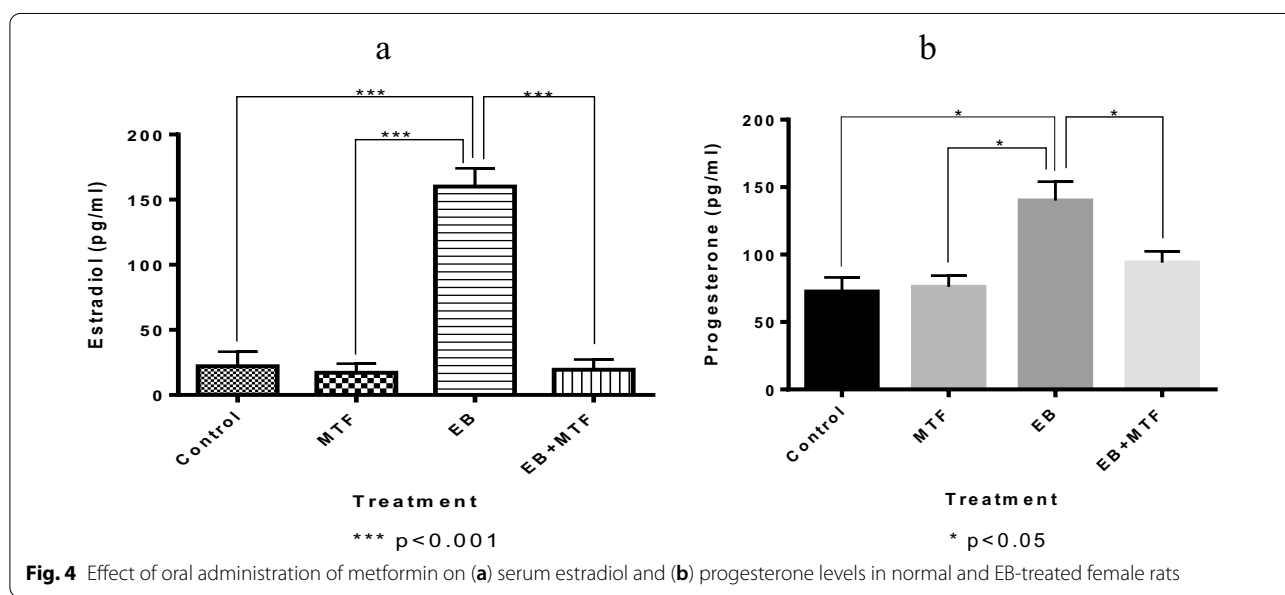 a
b
***
***
***
200
150
100
50
0
Estradiol (pg/ml)
Control
MTF
EB
EB+MTF
Treatment
*** p<0.001
*
*
*
200
150
100
50
0
Progesterone (pg/ml)
Control
MTF
EB
EB+MTF
Treatment
* p<0.05
Fig. 4 Effect of oral administration of metformin on (a) serum estradiol and (b) progesterone levels in normal and EB-treated female rats